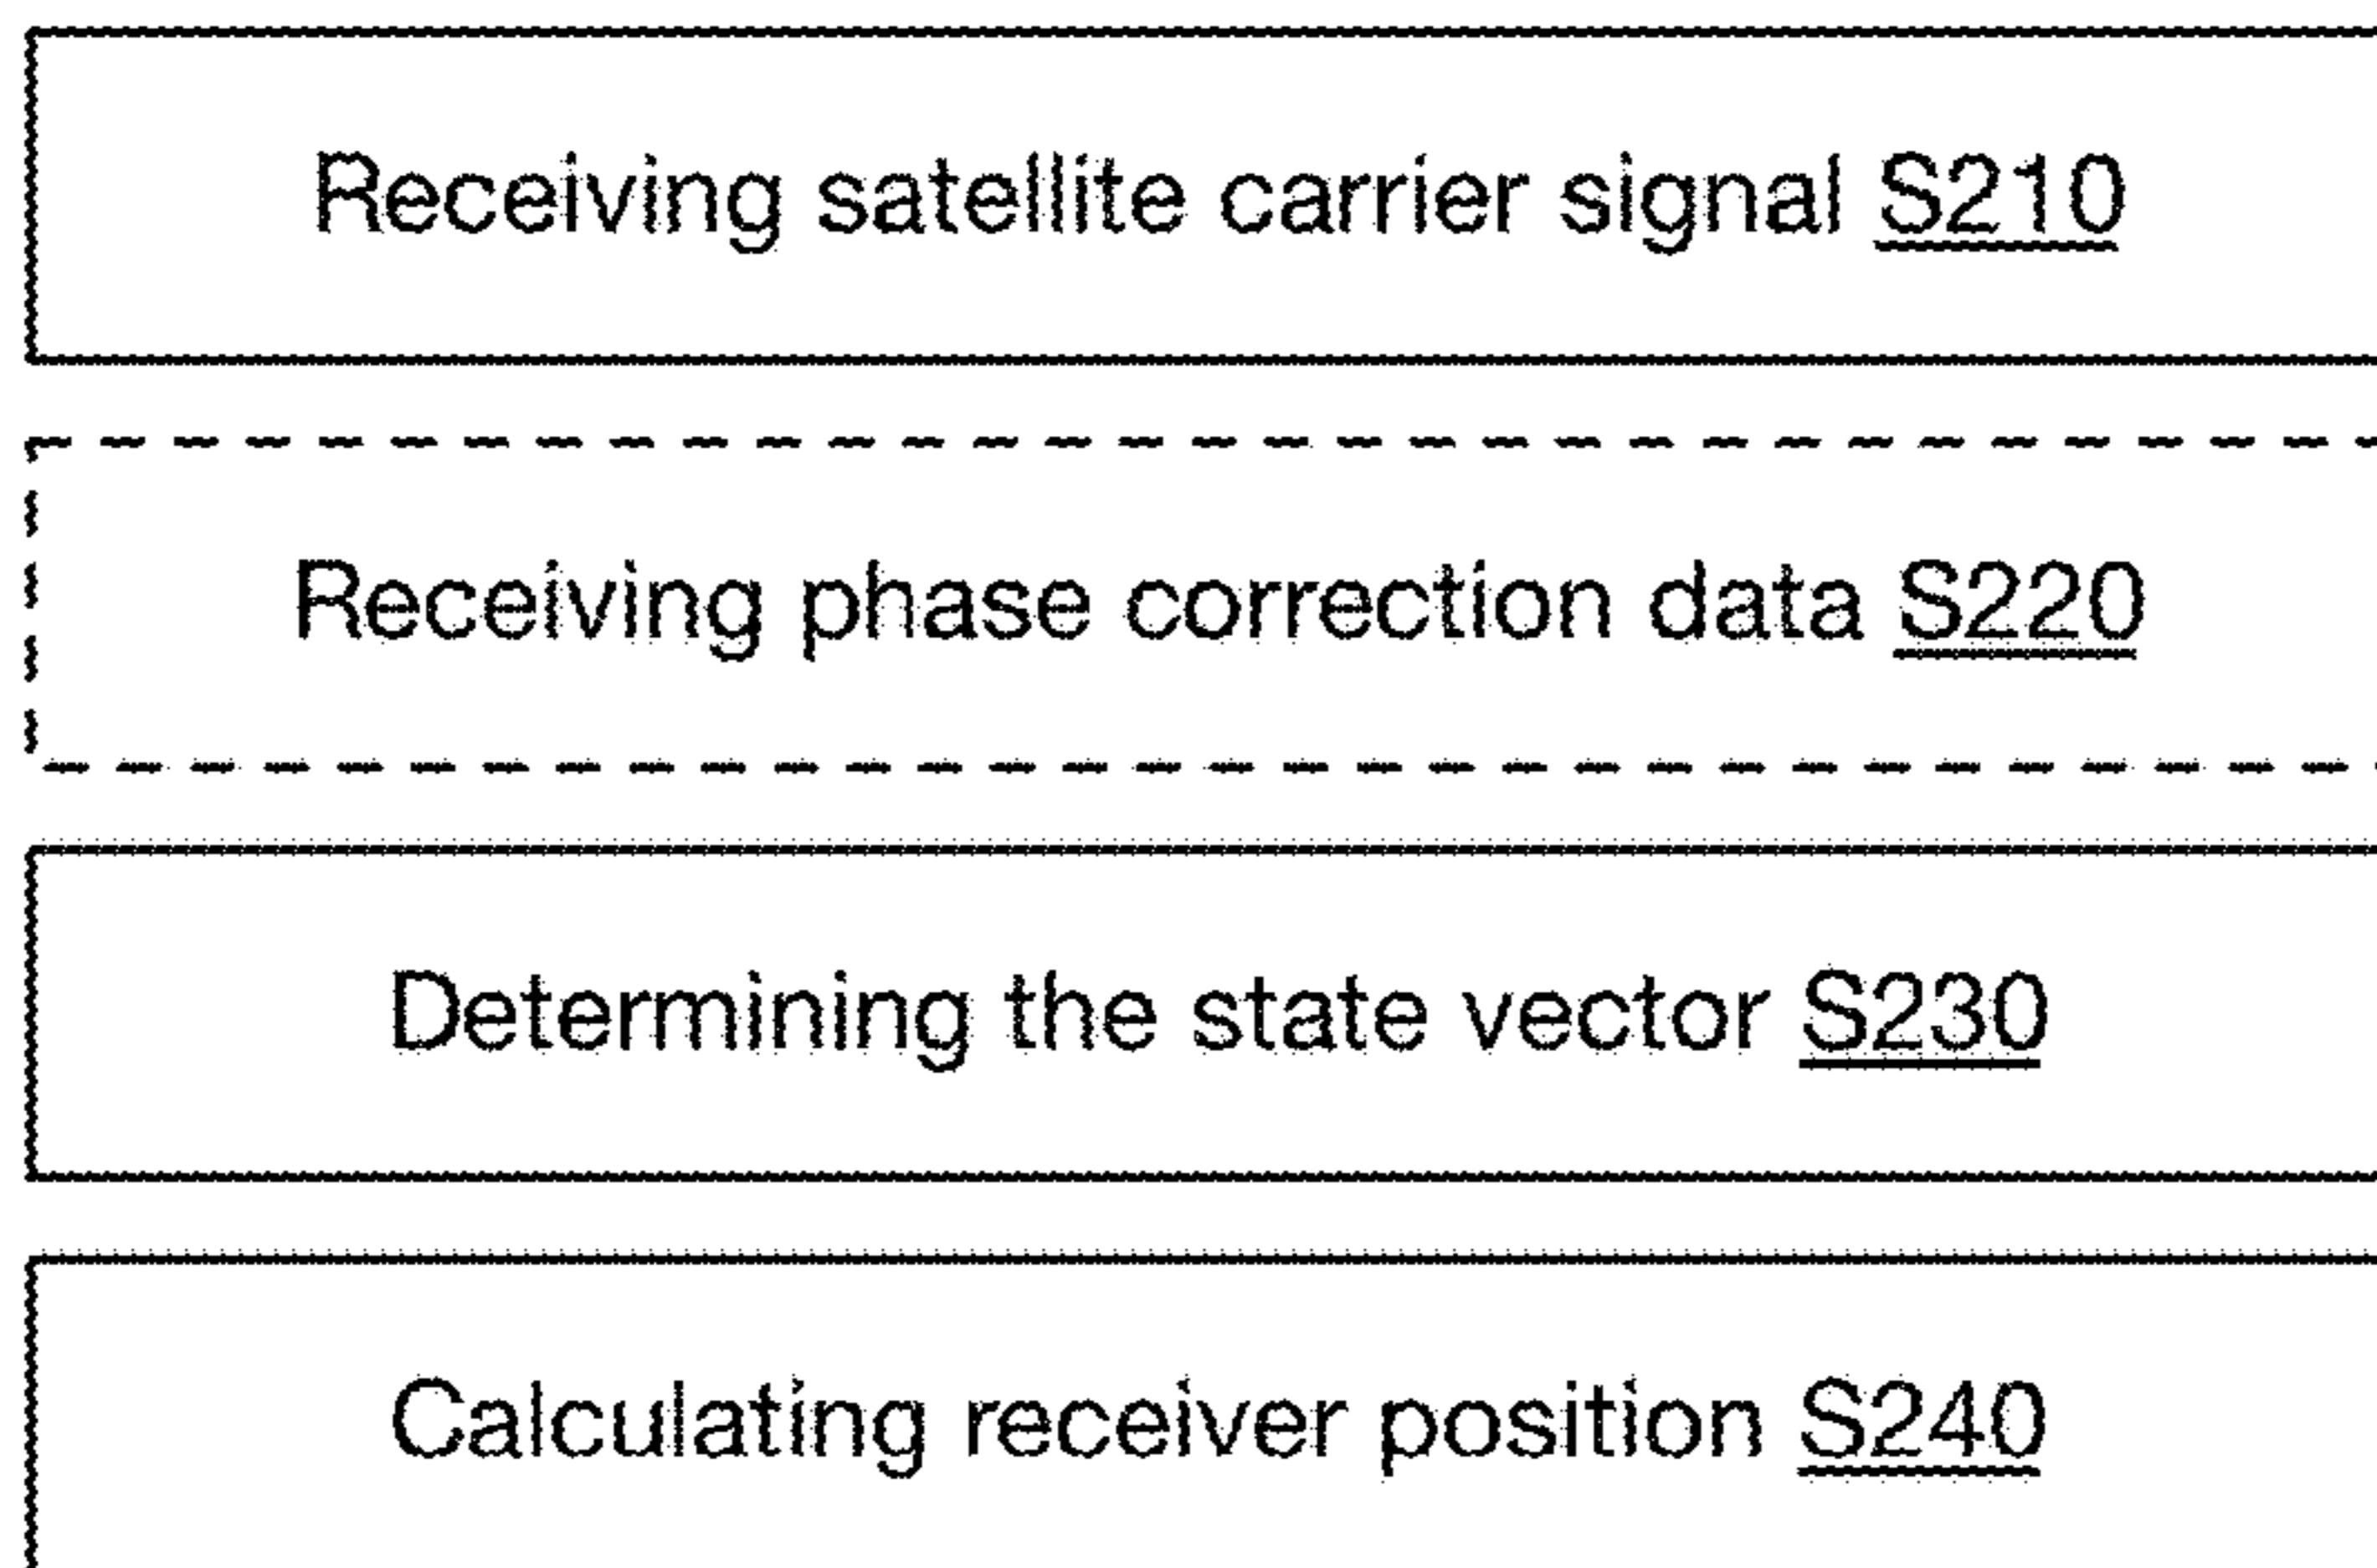 Receiving satellite carrier signal S210
Receiving phase correction data S220
Determining the state vector S230
Calculating receiver position S240